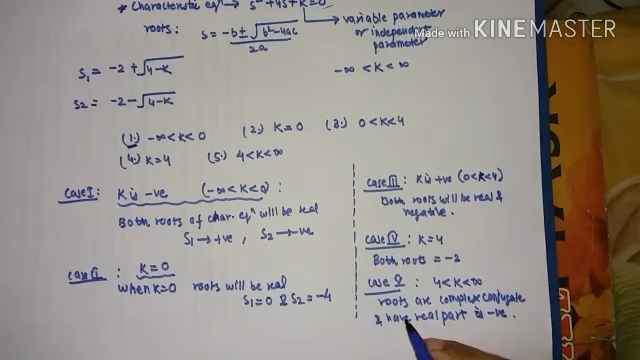 * Characteristic eqⁿ → s² + 4s + K = 0
→ variable parameter
or independent
parameter
roots: s = -b ± √b²-4ac / 2a
S₁ = -2 + √4-K
-∞ < K < ∞
S₂ = -2 - √4-K
(1.) -∞<K<0 (2.) K=0 (3.) 0<K<4
(4.) K=4 (5.) 4<K<∞
Case I: K is -ve (-∞<K<0) :
Both roots of char. eqⁿ will be real
S₁ → +ve, S₂ → -ve
Case II : K=0
When K=0 roots will be real
S₁=0 & S₂=-4
Case III : K is +ve (0<K<4)
Both roots will be real &
negative.
Case IV : K=4
Both roots = -2
Case V : 4<K<∞
roots are complex conjugate
& have real part is -ve.
Made with KINEMASTER